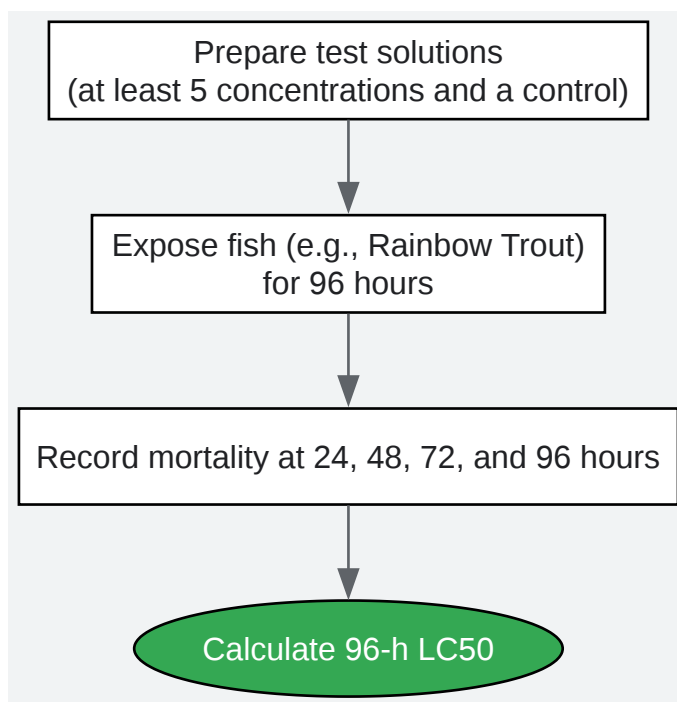 Prepare test solutions
(at least 5 concentrations and a control)
Expose fish (e.g., Rainbow Trout)
for 96 hours
Record mortality at 24, 48, 72, and 96 hours
Calculate 96-h LC50